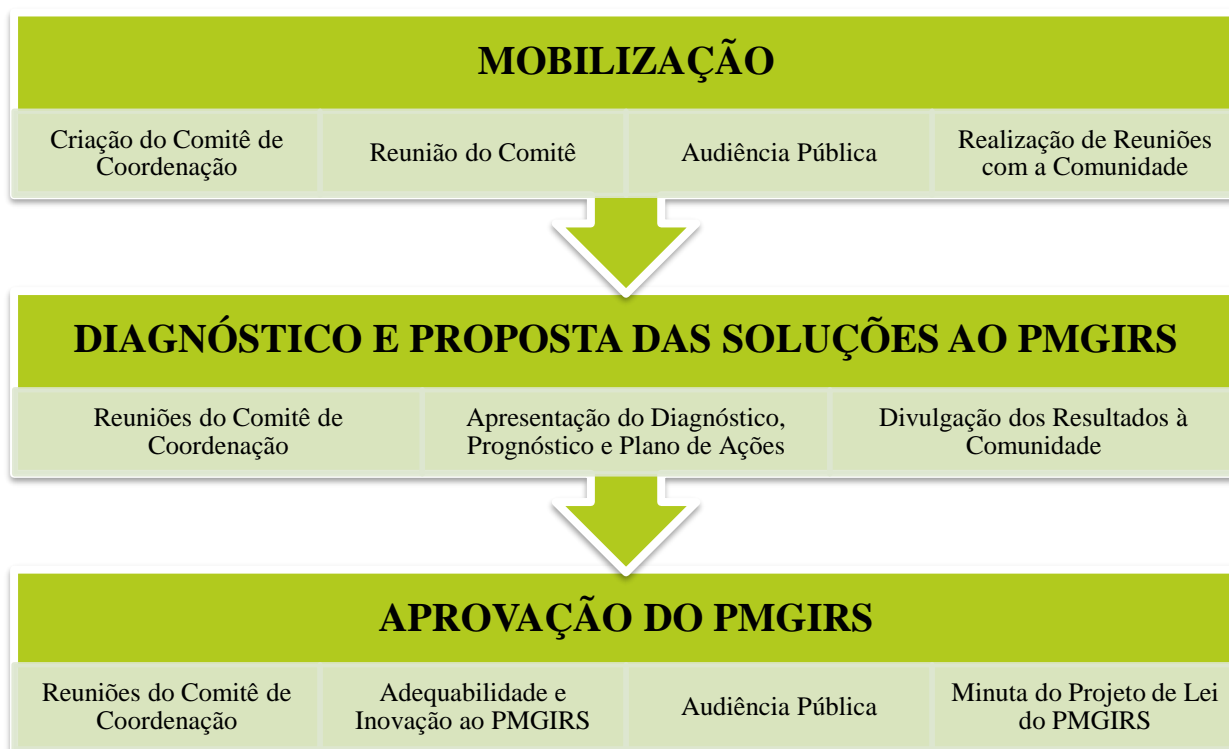 MOBILIZAÇÃO
Criação do Comitê de
Coordenação
Reunião do Comitê
Audiência Pública
Realização de Reuniões
com a Comunidade
DIAGNÓSTICO E PROPOSTA DAS SOLUÇÕES AO PMGIRS
Reuniões do Comitê de
Coordenação
Apresentação do Diagnóstico,
Prognóstico e Plano de Ações
Divulgação dos Resultados à
Comunidade
APROVAÇÃO DO PMGIRS
Reuniões do Comitê de
Coordenação
Adequabilidade e
Inovação ao PMGIRS
Audiência Pública
Minuta do Projeto de Lei
do PMGIRS